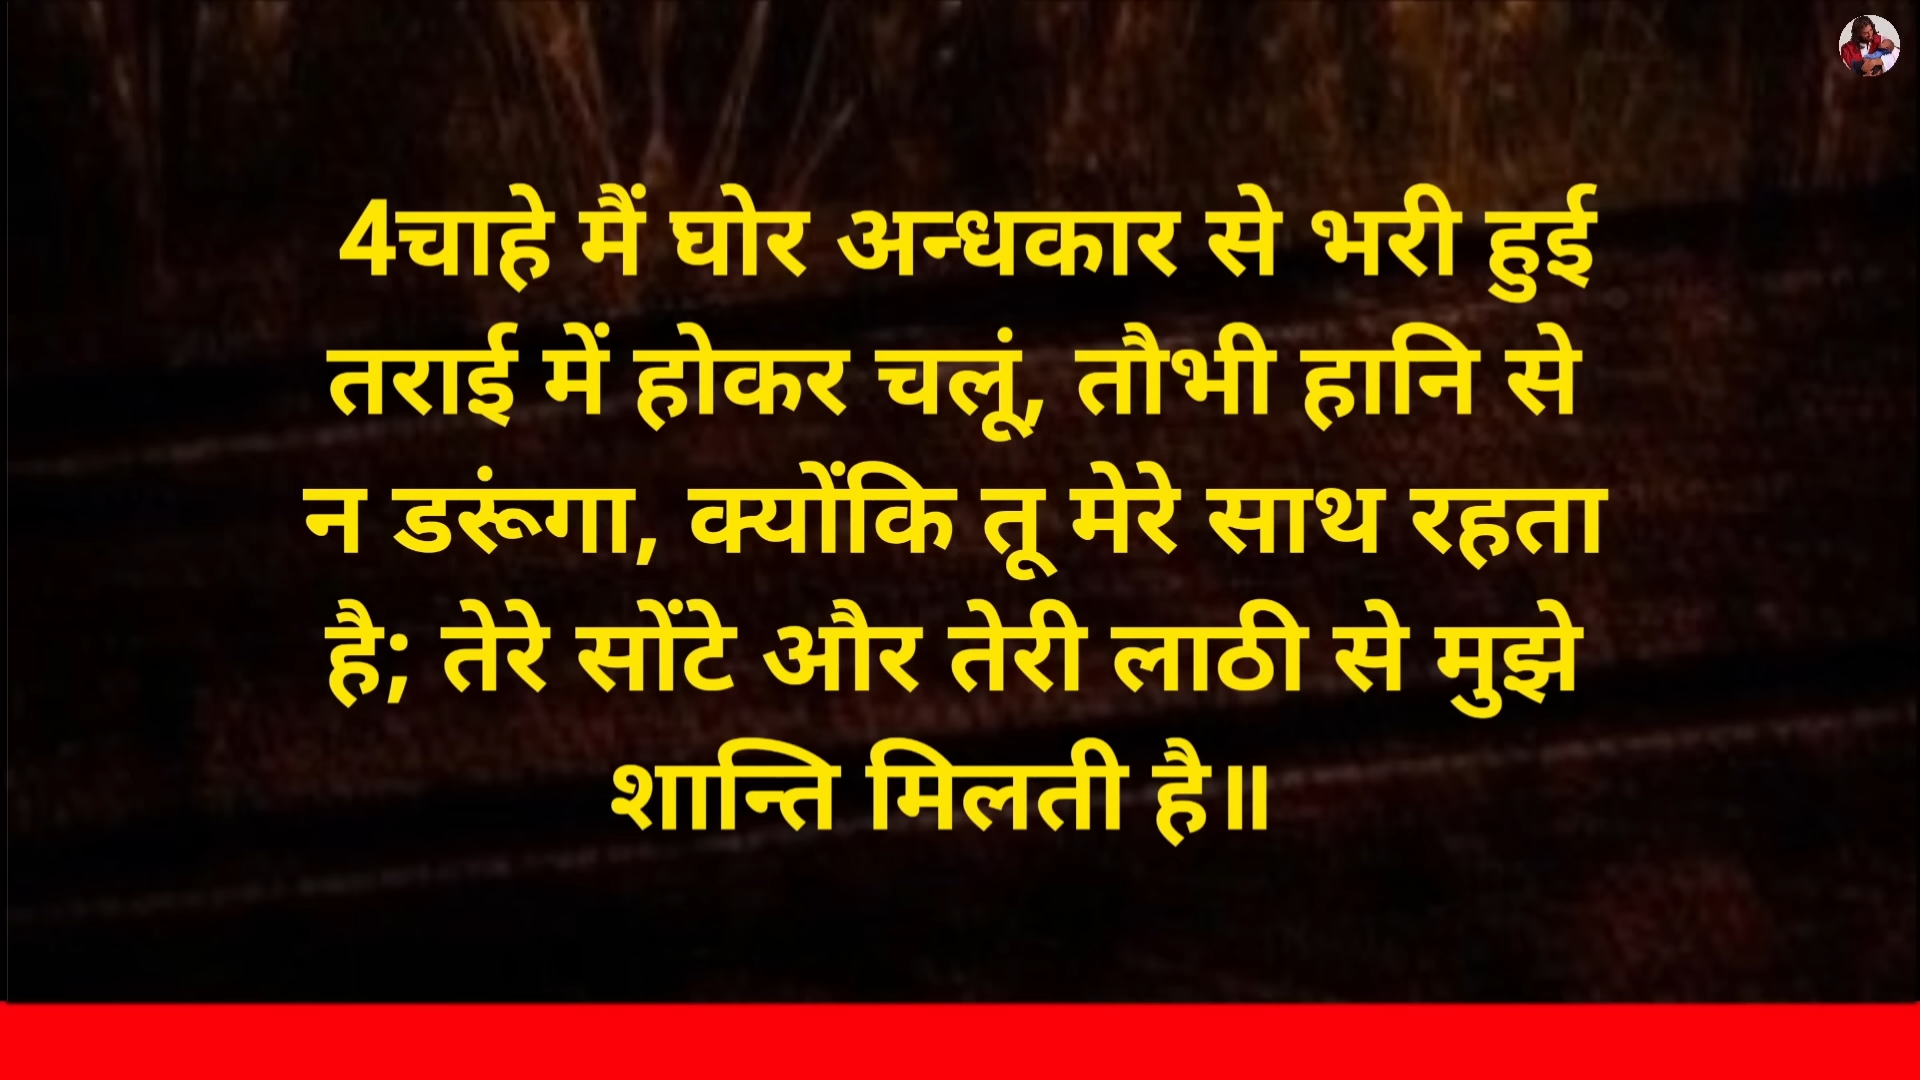 4चाहे मैं घोर अन्धकार से भरी हुई
तराई में होकर चलूं, तौभी हानि से
न डरूंगा, क्योंकि तू मेरे साथ रहता
है; तेरे सोंटे और तेरी लाठी से मुझे
शान्ति मिलती है॥